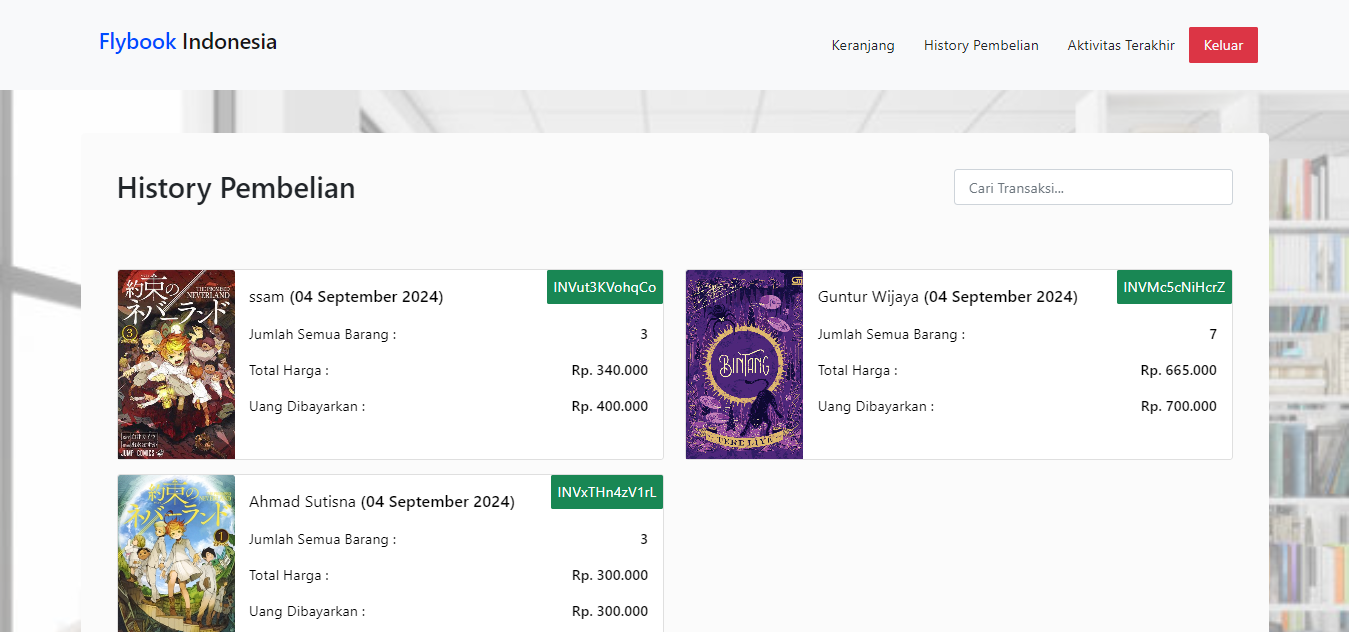 Flybook Indonesia
Keranjang
History Pembelian
Aktivitas Terakhir
Keluar
History Pembelian
Cari Transaksi...
約束の
ネバーランド
THE PROMISED
NEVERLAND
3
JUMP COMICS
ssam (04 September 2024)
INVut3KVohqCo
Jumlah Semua Barang :
3
Total Harga :
Rp. 340.000
Uang Dibayarkan :
Rp. 400.000
BINTANG
TERE LIYE
Guntur Wijaya (04 September 2024)
INVMc5cNiHcrZ
Jumlah Semua Barang :
7
Total Harga :
Rp. 665.000
Uang Dibayarkan :
Rp. 700.000
約束の
ネバーランド
1
Ahmad Sutisna (04 September 2024)
INVxTHn4zV1rL
Jumlah Semua Barang :
3
Total Harga :
Rp. 300.000
Uang Dibayarkan :
Rp. 300.000